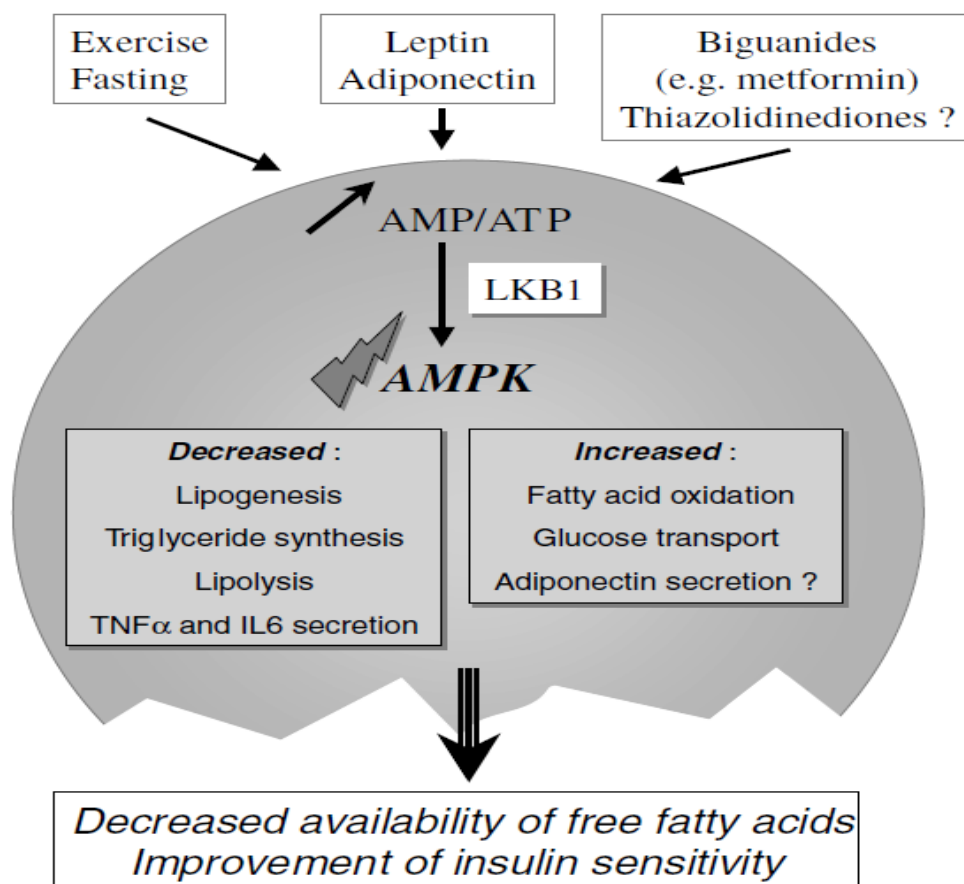 Exercise
Fasting
Leptin
Adiponectin
Biguanides
(e.g. metformin)
Thiazolidinediones ?
AMP/ATP
LKB1
AMPK
Decreased :
Lipogenesis
Triglyceride synthesis
Lipolysis
TNFα and IL6 secretion
Increased :
Fatty acid oxidation
Glucose transport
Adiponectin secretion ?
Decreased availability of free fatty acids
Improvement of insulin sensitivity